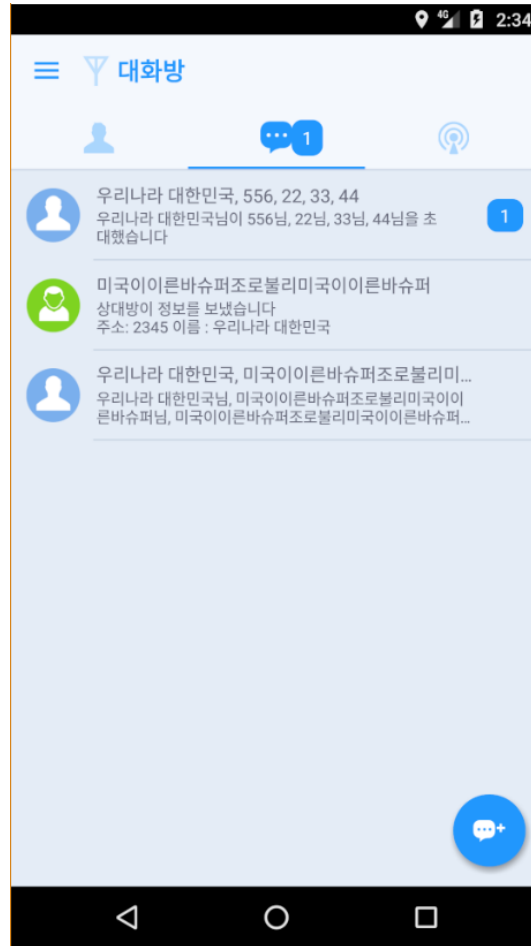 4G 2:34
대화방
1
우리나라 대한민국, 556, 22, 33, 44
우리나라 대한민국님이 556님, 22님, 33님, 44님을 초
대했습니다
1
미국이이른바슈퍼조로불리미국이이른바슈퍼
상대방이 정보를 보냈습니다
주소: 2345 이름 : 우리나라 대한민국
우리나라 대한민국, 미국이이른바슈퍼조로불리미...
우리나라 대한민국님, 미국이이른바슈퍼조로불리미국이이
른바슈퍼님, 미국이이른바슈퍼조로불리미국이이른바슈퍼...